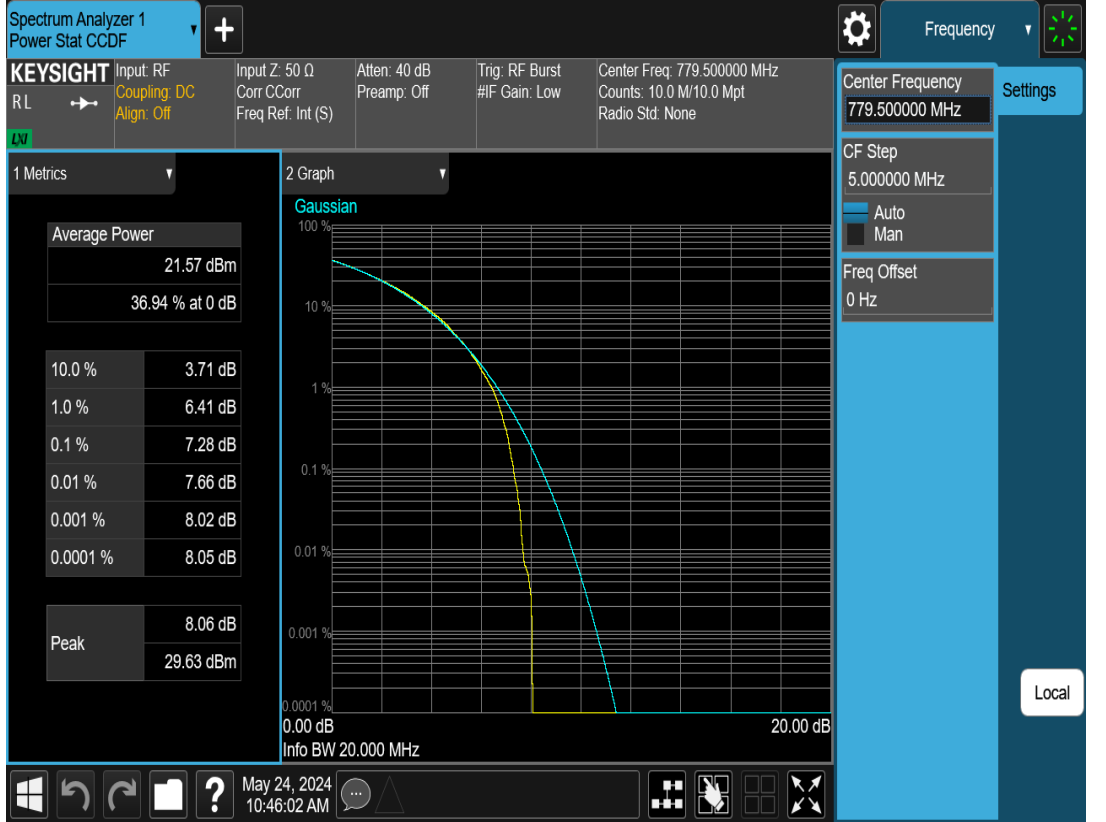 Spectrum Analyzer 1
Power Stat CCDF
+
Frequency
KEYSIGHT
R L
LXI
Input: RF
Coupling: DC
Align: Off
Input Z: 50 Ω
Corr CCorr
Freq Ref: Int (S)
Atten: 40 dB
Preamp: Off
Trig: RF Burst
#IF Gain: Low
Center Freq: 779.500000 MHz
Counts: 10.0 M/10.0 Mpt
Radio Std: None
Center Frequency
779.500000 MHz
Settings
CF Step
5.000000 MHz
Auto
Man
Freq Offset
0 Hz
Local
1 Metrics
Average Power
21.57 dBm
36.94 % at 0 dB
10.0 % 3.71 dB
1.0 % 6.41 dB
0.1 % 7.28 dB
0.01 % 7.66 dB
0.001 % 8.02 dB
0.0001 % 8.05 dB
Peak
8.06 dB
29.63 dBm
2 Graph
Gaussian
100 %
10 %
1 %
0.1 %
0.01 %
0.001 %
0.0001 %
0.00 dB 20.00 dB
Info BW 20.000 MHz
?
May 24, 2024
10:46:02 AM